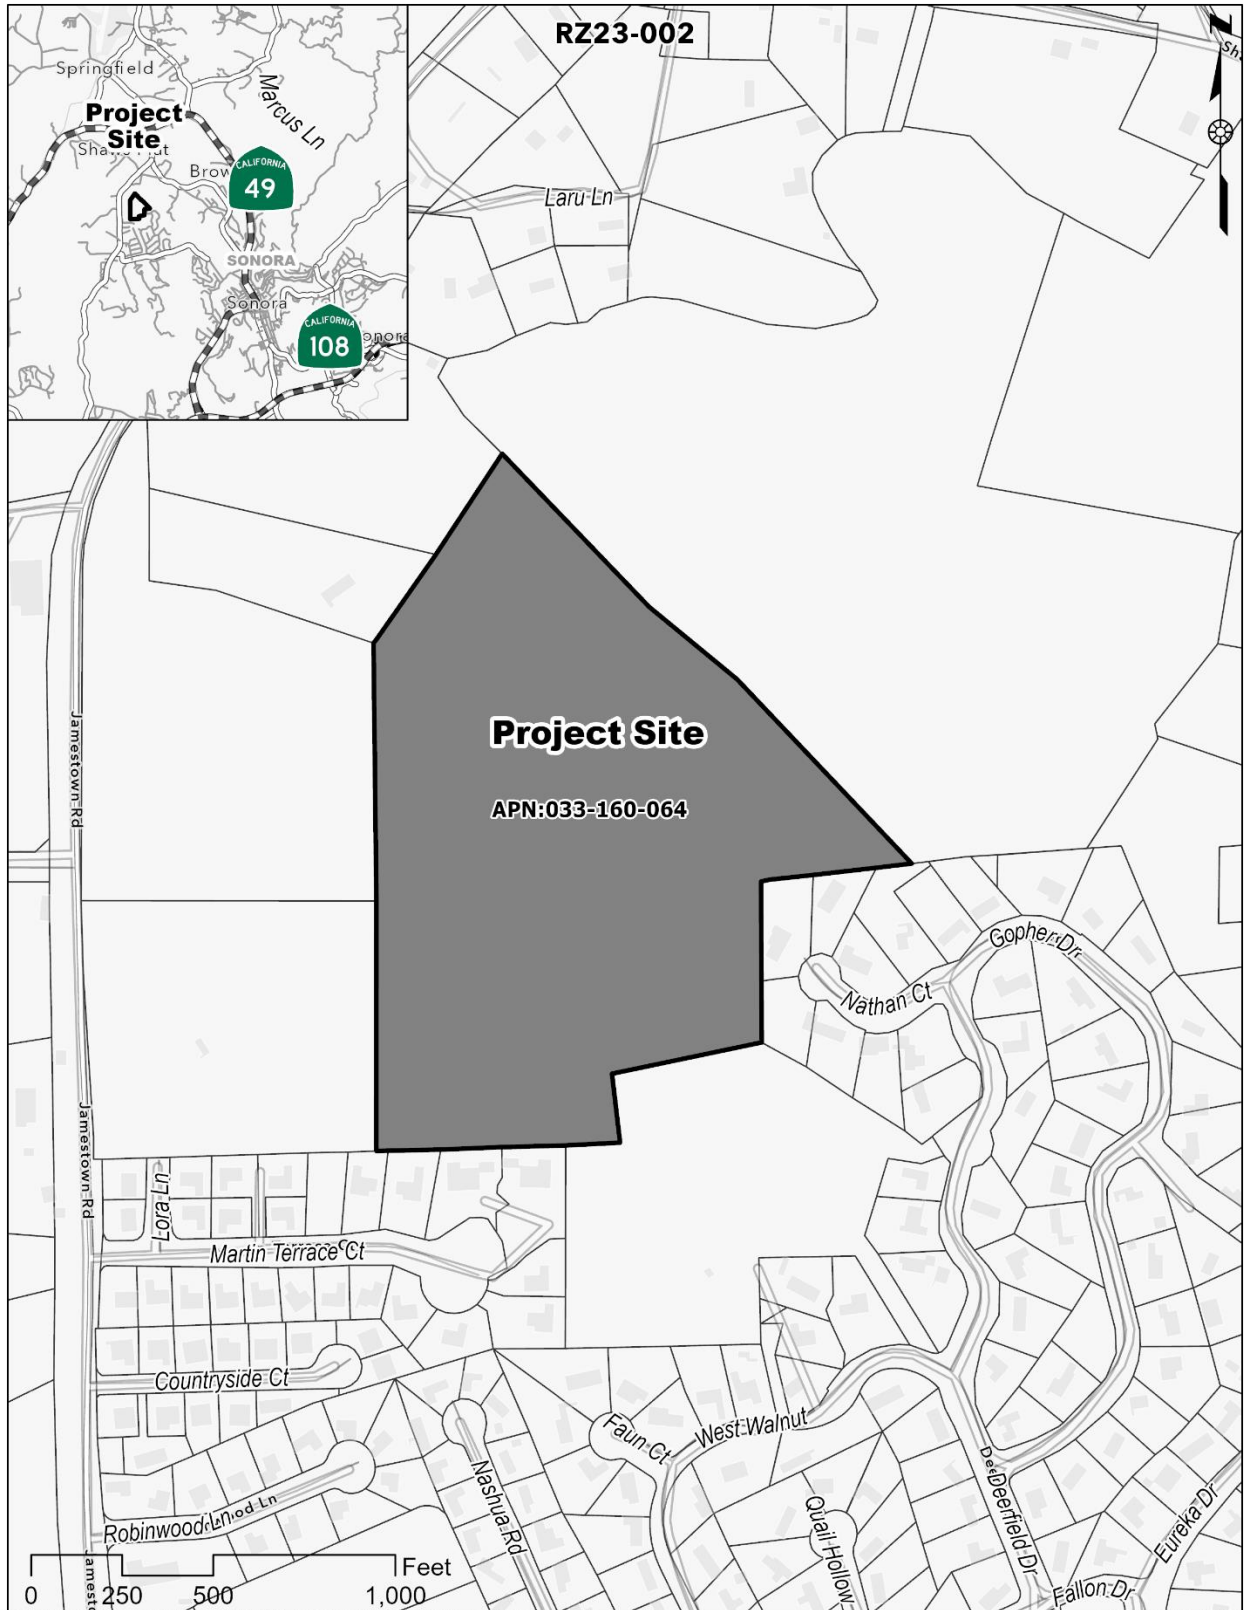 RZ23-002
Springfield
Marcus Ln
Project
Site
CALIFORNIA
49
SONORA
Sonora
CALIFORNIA
108
Laru Ln
Project Site
APN:033-160-064
Jamestown Rd
Gopher Dr
Nathan Ct
Jamestown Rd
Lora Ln
Martin Terrace Ct
Countryside Ct
West Walnut
Faun Ct
Nashua Rd
Robinwood Ln
Quail Hollow
Deerfield Dr
Eureka Dr
Fallon Dr
Feet
0 250 500 1,000